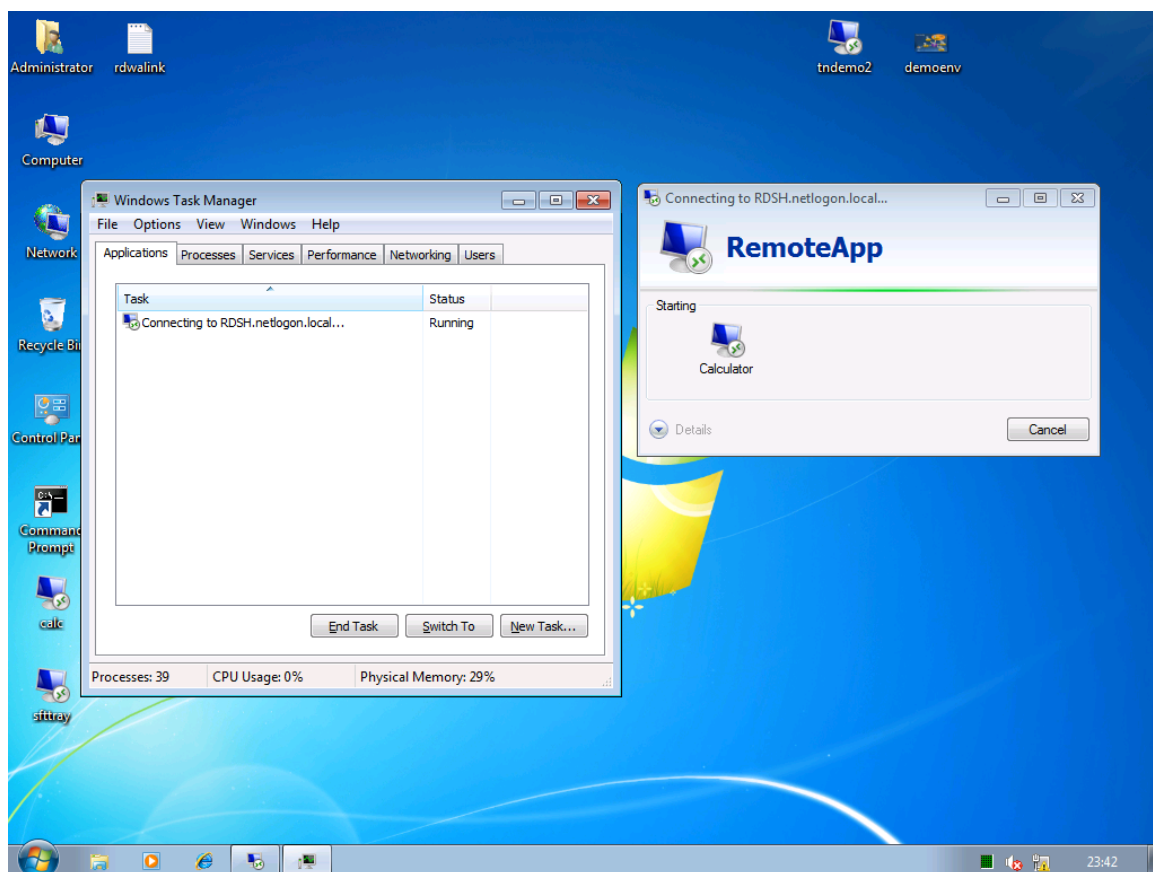 Administrator
rdwalink
tndemo2
demoenv
Computer
Network
Recycle Bi
Control Par
Command
Prompt
calc
sfttray
Windows Task Manager
File Options View Windows Help
Applications Processes Services Performance Networking Users
Task Status
Connecting to RDSH.netlogon.local... Running
End Task Switch To New Task...
Processes: 39 CPU Usage: 0% Physical Memory: 29%
Connecting to RDSH.netlogon.local...
RemoteApp
Starting
Calculator
Details
Cancel
23:42